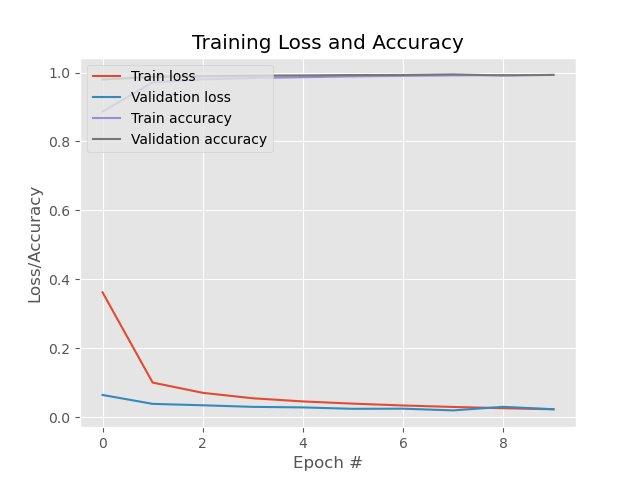 Training Loss and Accuracy
1.0
0.8
0.6
0.4
0.2
0.0
Loss/Accuracy
Train loss
Validation loss
Train accuracy
Validation accuracy
0 2 4 6 8
Epoch #